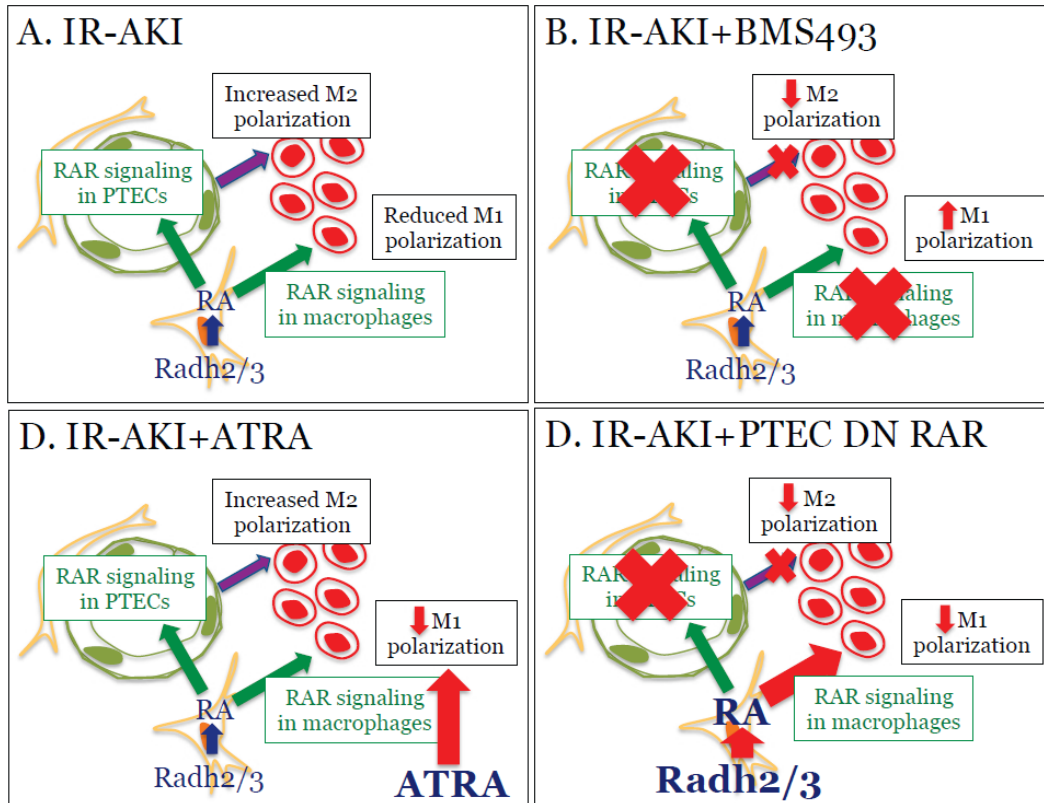 A. IR-AKI
Increased M2
polarization
RAR signaling
in PTECs
Reduced M1
polarization
RAR signaling
in macrophages
RA
Radh2/3
B. IR-AKI+BMS493
M2
polarization
M1
polarization
RA
Radh2/3
D. IR-AKI+ATRA
Increased M2
polarization
RAR signaling
in PTECs
M1
polarization
RAR signaling
in macrophages
RA
Radh2/3
ATRA
D. IR-AKI+PTEC DN RAR
M2
polarization
M1
polarization
RAR signaling
in macrophages
RA
Radh2/3